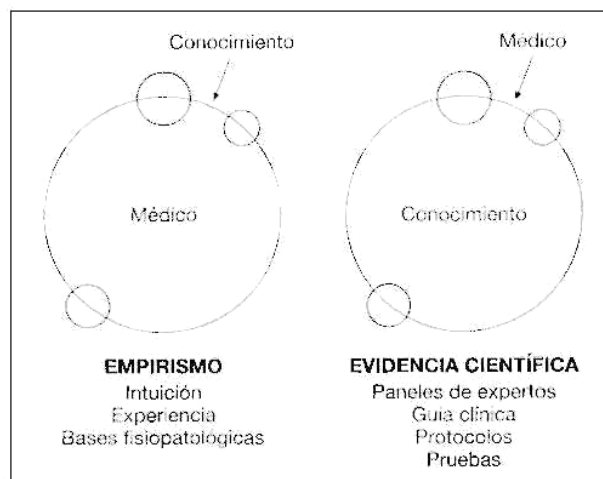 Conocimiento
Médico
EMPIRISMO
Intuición
Experiencia
Bases fisiopatológicas
Médico
Conocimiento
EVIDENCIA CIENTÍFICA
Paneles de expertos
Guía clínica
Protocolos
Pruebas